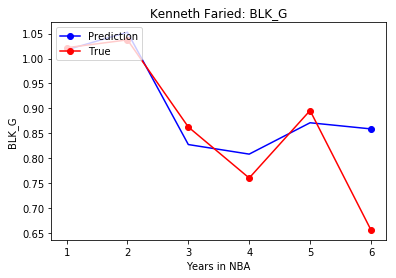 Kenneth Faried: BLK_G
Prediction
True
1.05
1.00
0.95
0.90
0.85
0.80
0.75
0.70
0.65
BLK_G
1 2 3 4 5 6
Years in NBA